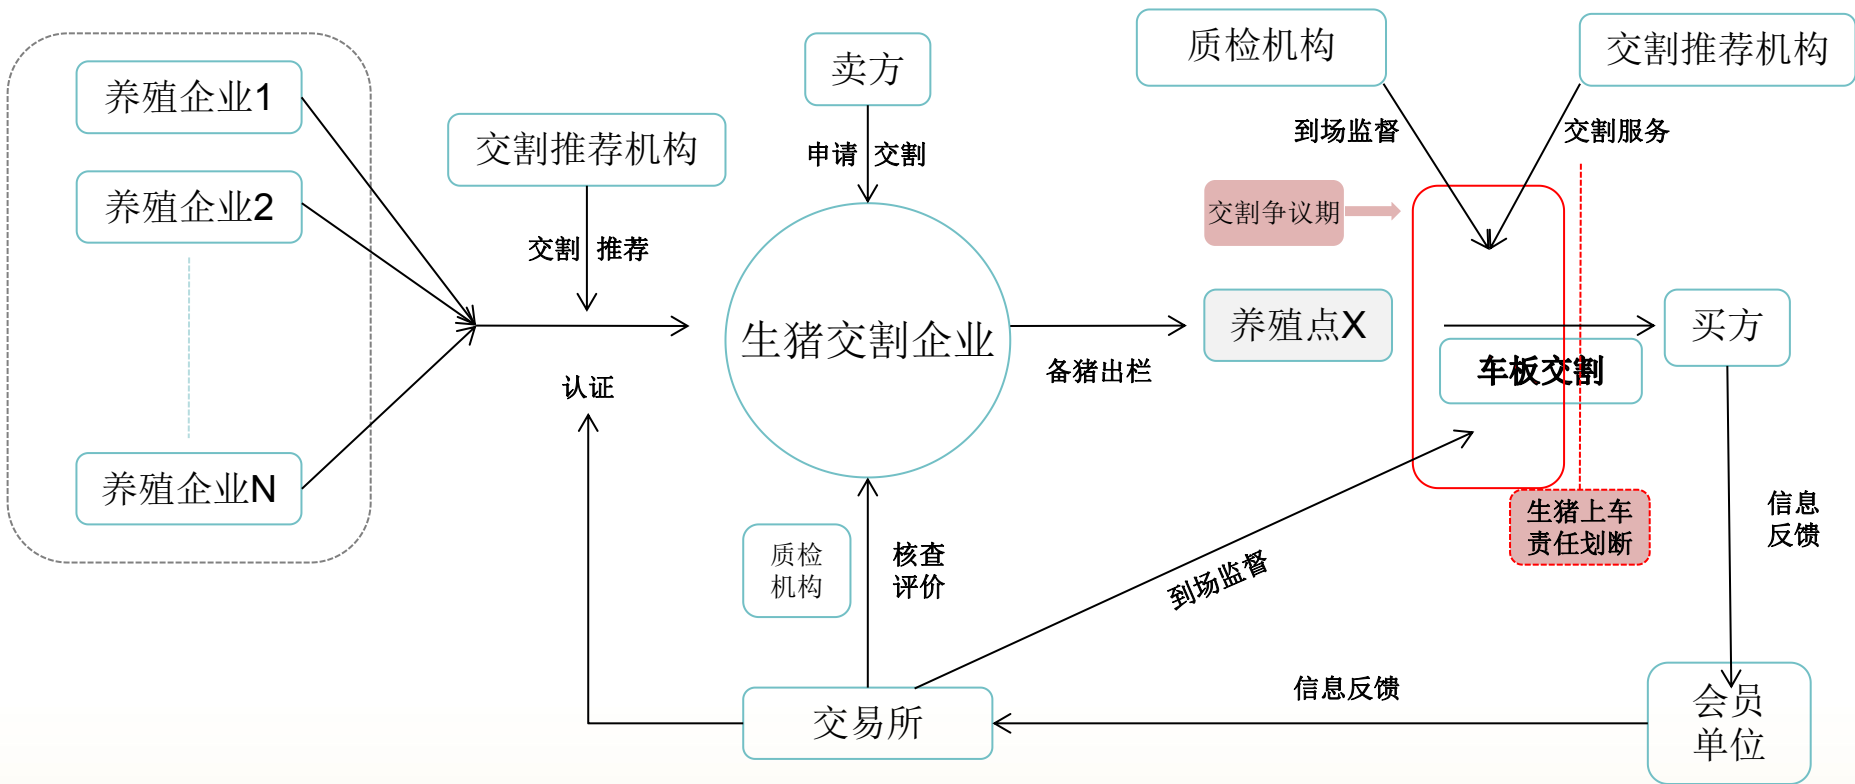 养殖企业1
养殖企业2
养殖企业N
交割推荐机构
交割 推荐
认证
卖方
申请 交割
生猪交割企业
质检
机构
核查
评价
交易所
备猪出栏
养殖点X
质检机构
交割推荐机构
到场监督
交割服务
交割争议期
车板交割
买方
生猪上车
责任划断
到场监督
信息
反馈
信息反馈
会员
单位